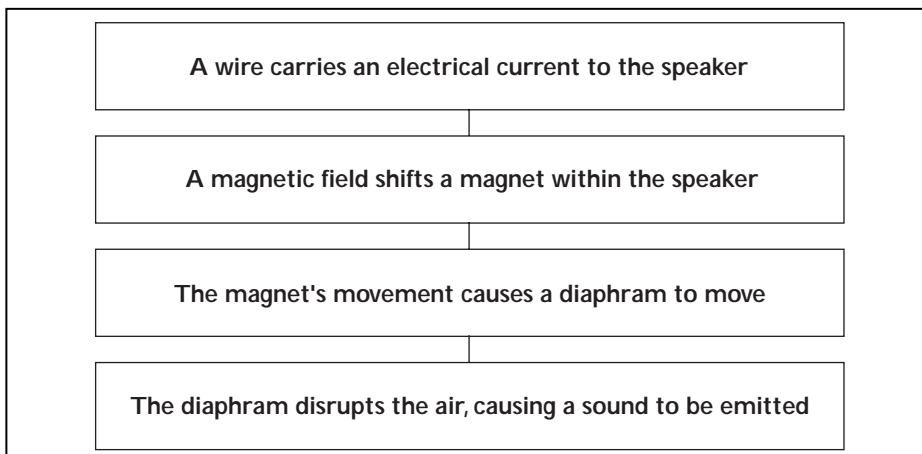 A wire carries an electrical current to the speaker
A magnetic field shifts a magnet within the speaker
The magnet's movement causes a diaphram to move
The diaphram disrupts the air, causing a sound to be emitted